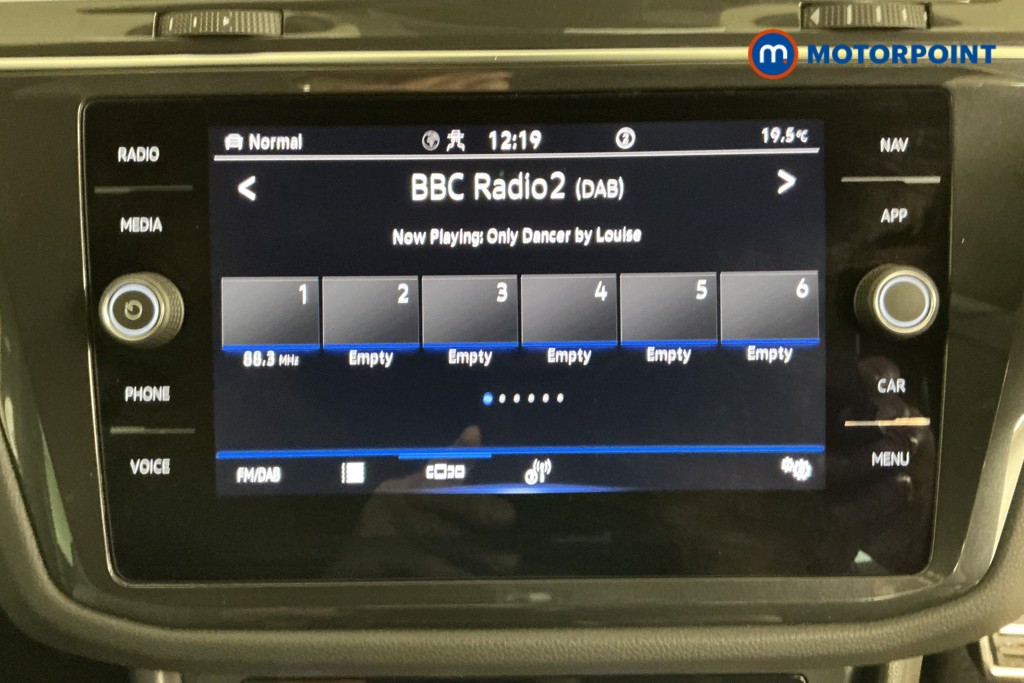 m MOTORPOINT
RADIO
MEDIA
PHONE
VOICE
Normal 12:19 2 19.5°C
< BBC Radio2 (DAB) >
Now Playing: Only Dancer by Louise
1 2 3 4 5 6
88.3 MHz Empty Empty Empty Empty Empty
FM/DAB
NAV
APP
CAR
MENU